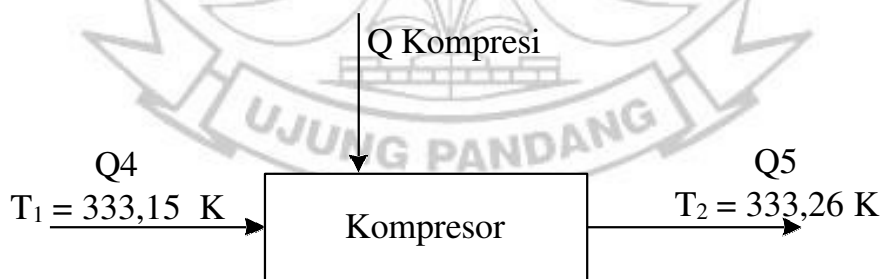 Q Kompresi
UJUNG PANDANG
Q4
Q5
T₁ = 333,15 K
T₂ = 333,26 K
Kompresor